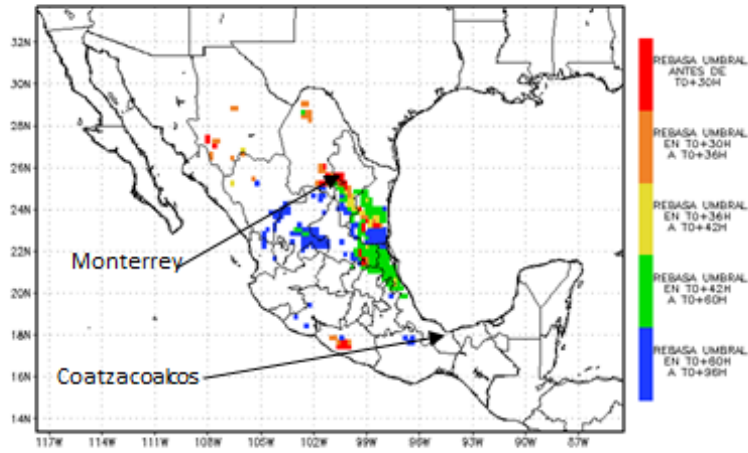 32N
30N
28N
26N
24N
22N
20N
18N
16N
14N
117W 114W 111W 108W 105W 102W 99W 96W 93W 90W 87W
Monterrey
Coatzacoalcos
REBASA UMBRAL
ANTES DE
T0+30H
REBASA UMBRAL
EN T0+30H
A T0+36H
REBASA UMBRAL
EN T0+36H
A T0+42H
REBASA UMBRAL
EN T0+42H
A T0+60H
REBASA UMBRAL
EN T0+60H
A T0+96H